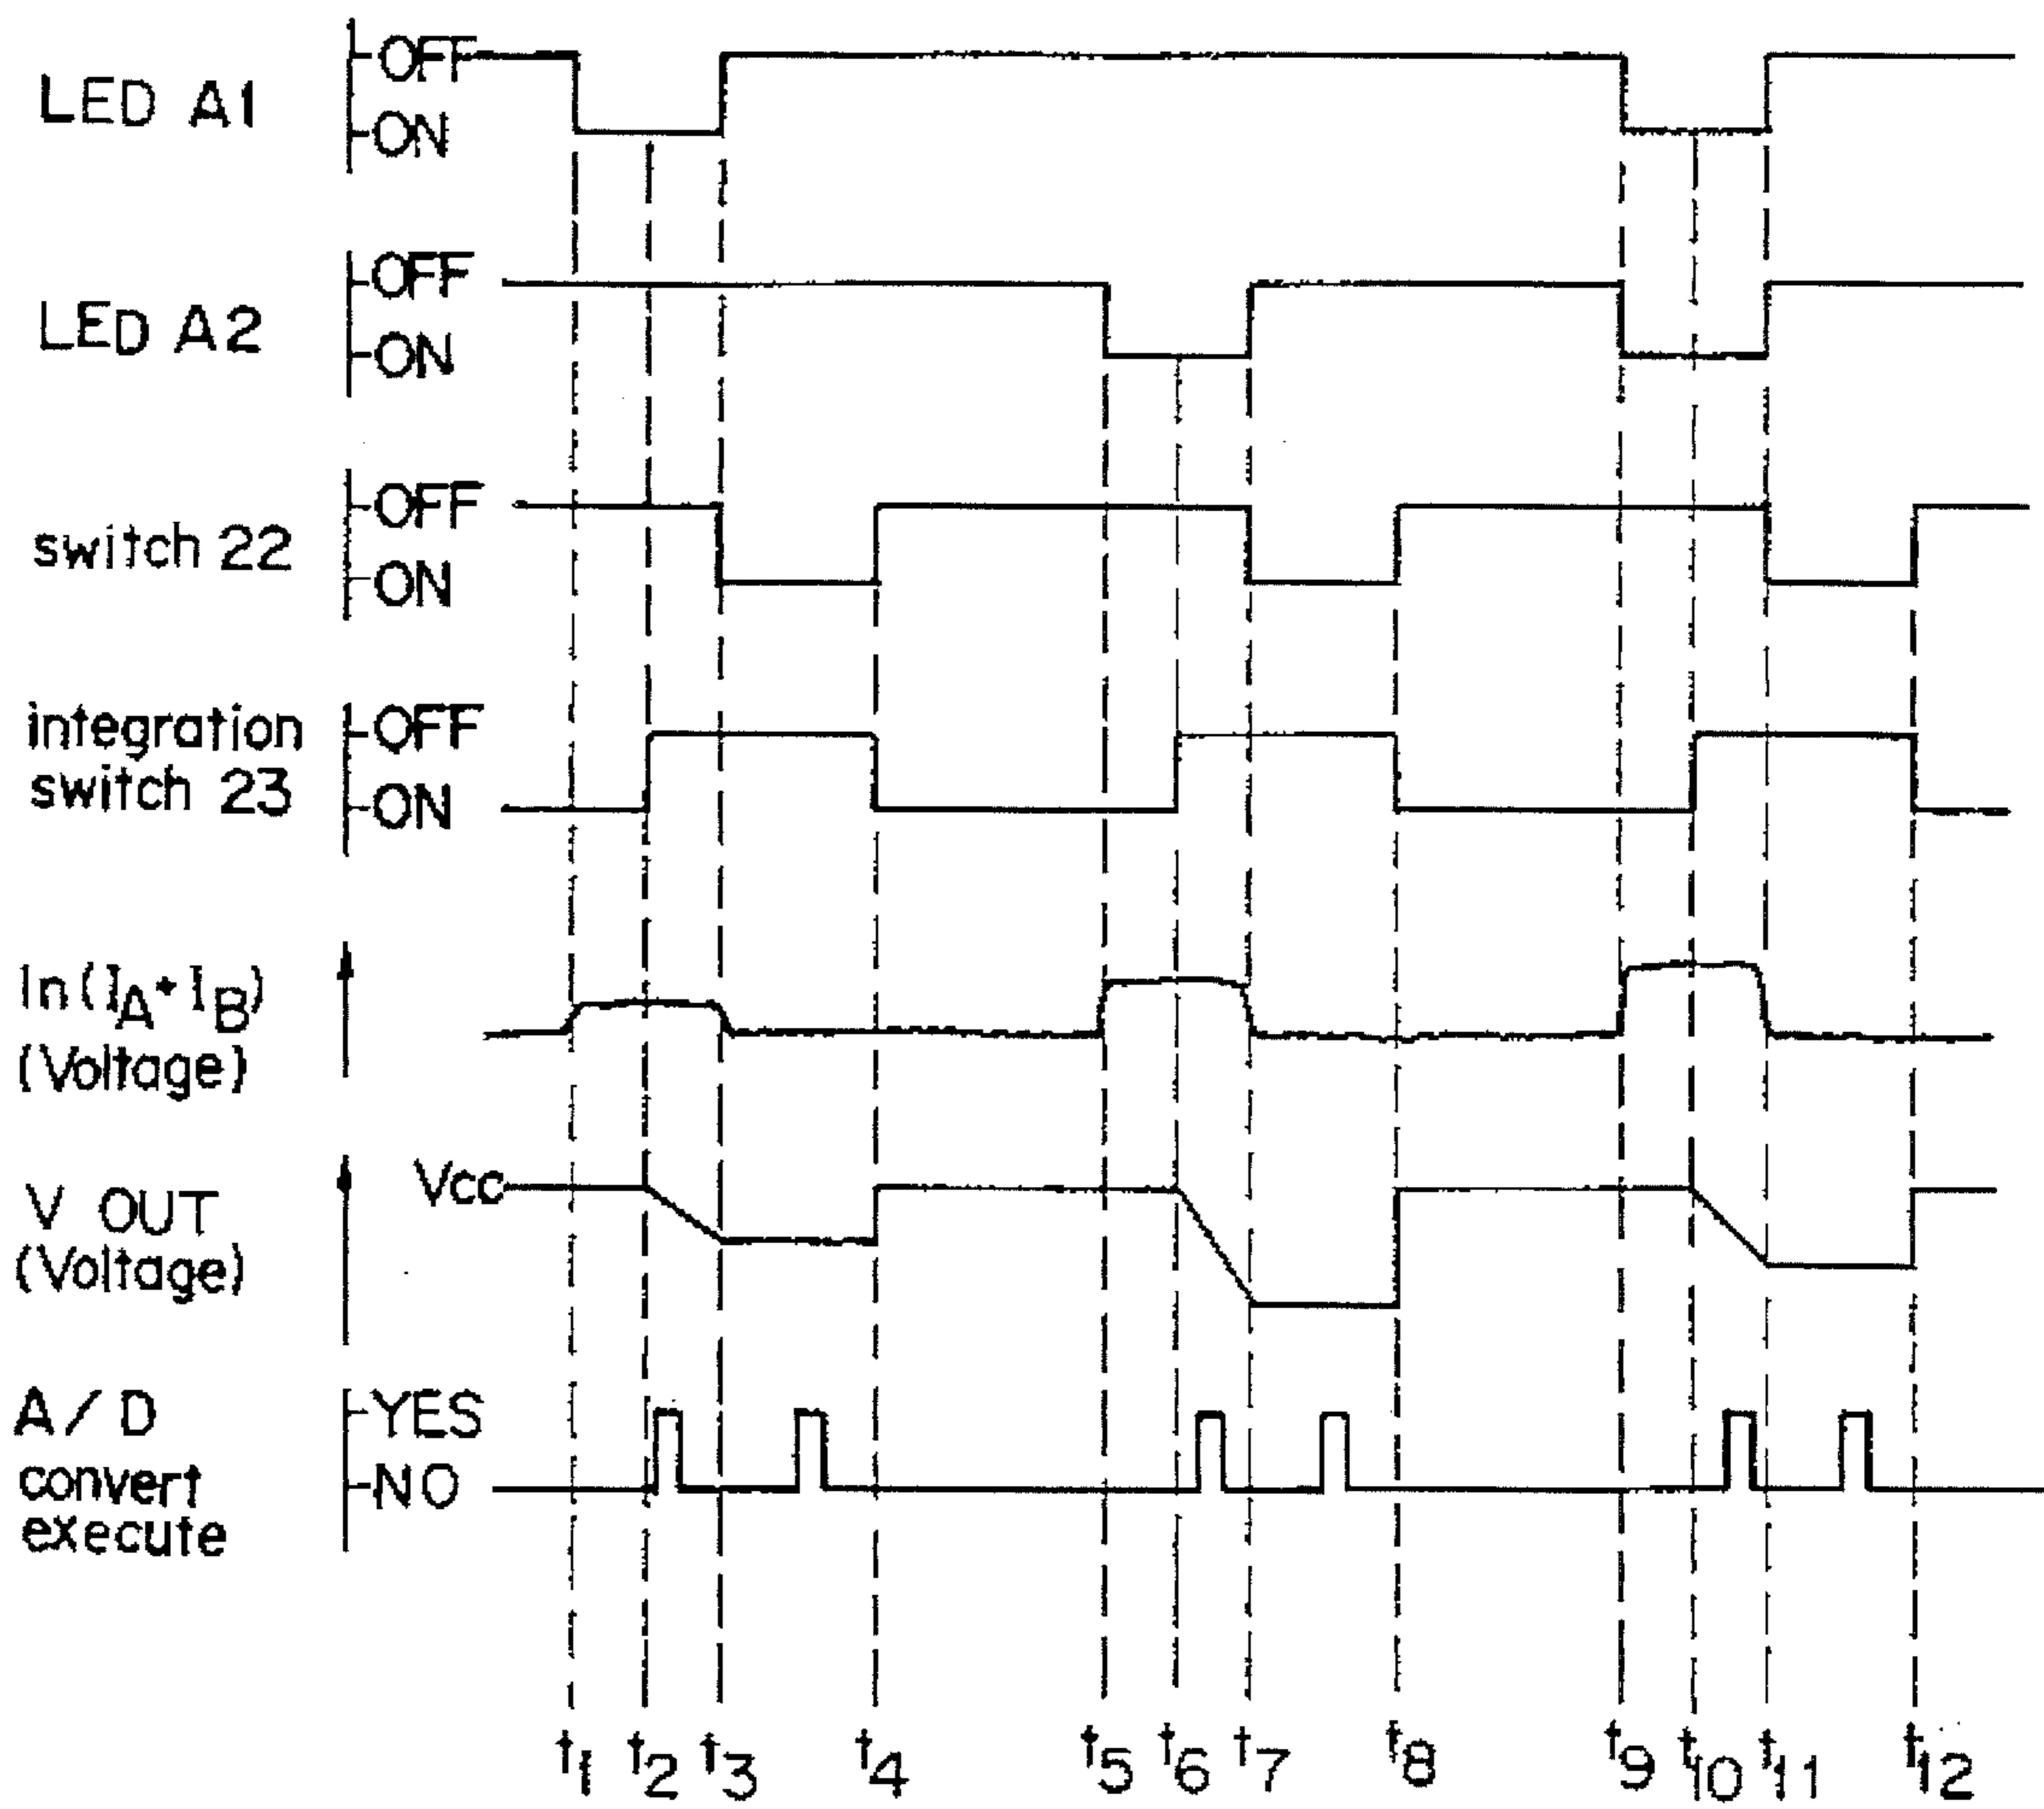 LED A1
OFF
ON
LED A2
OFF
ON
switch 22
OFF
ON
integration
switch 23
OFF
ON
ln(IA+IB)
(Voltage)
V OUT
(Voltage)
Vcc
A/D
convert
execute
YES
NO
t1 t2 t3 t4 t5 t6 t7 t8 t9 t10 t11 t12